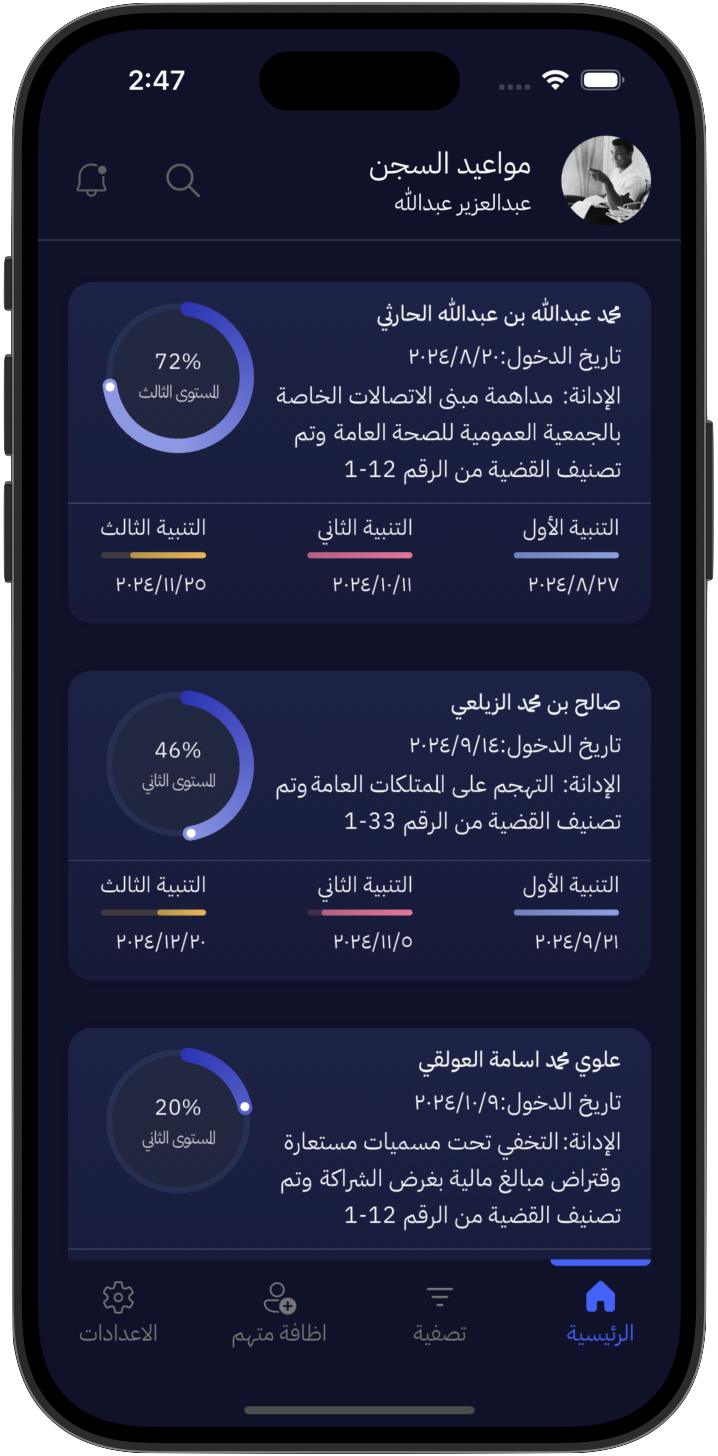 2:47
مواعيد السجن
عبدالعزير عبدالله
محمد عبدالله بن عبدالله الحارثي
تاريخ الدخول:٢٠٢٤/٨/٢٠
الإدانة: مداهمة مبنى الاتصالات الخاصة
بالجمعية العمومية للصحة العامة وتم
تصنيف القضية من الرقم 12-1
72%
المستوى الثالث
التنبية الأول
التنبية الثاني
التنبية الثالث
٢٠٢٤/٨/٢٧
٢٠٢٤/١٠/١١
٢٠٢٤/١١/٢٥
صالح بن محمد الزيلعي
تاريخ الدخول:٢٠٢٤/٩/١٤
الإدانة: التهجم على الممتلكات العامة وتم
تصنيف القضية من الرقم 33-1
46%
المستوى الثاني
التنبية الأول
التنبية الثاني
التنبية الثالث
٢٠٢٤/٩/٢١
٢٠٢٤/١١/٥
٢٠٢٤/١٢/٢٠
علوي محمد اسامة العولقي
تاريخ الدخول:٢٠٢٤/١٠/٩
الإدانة: التخفي تحت مسميات مستعارة
وقتراض مبالغ مالية بغرض الشراكة وتم
تصنيف القضية من الرقم 12-1
20%
المستوى الثاني
الرئيسية
تصفية
اظافة متهم
الاعدادات